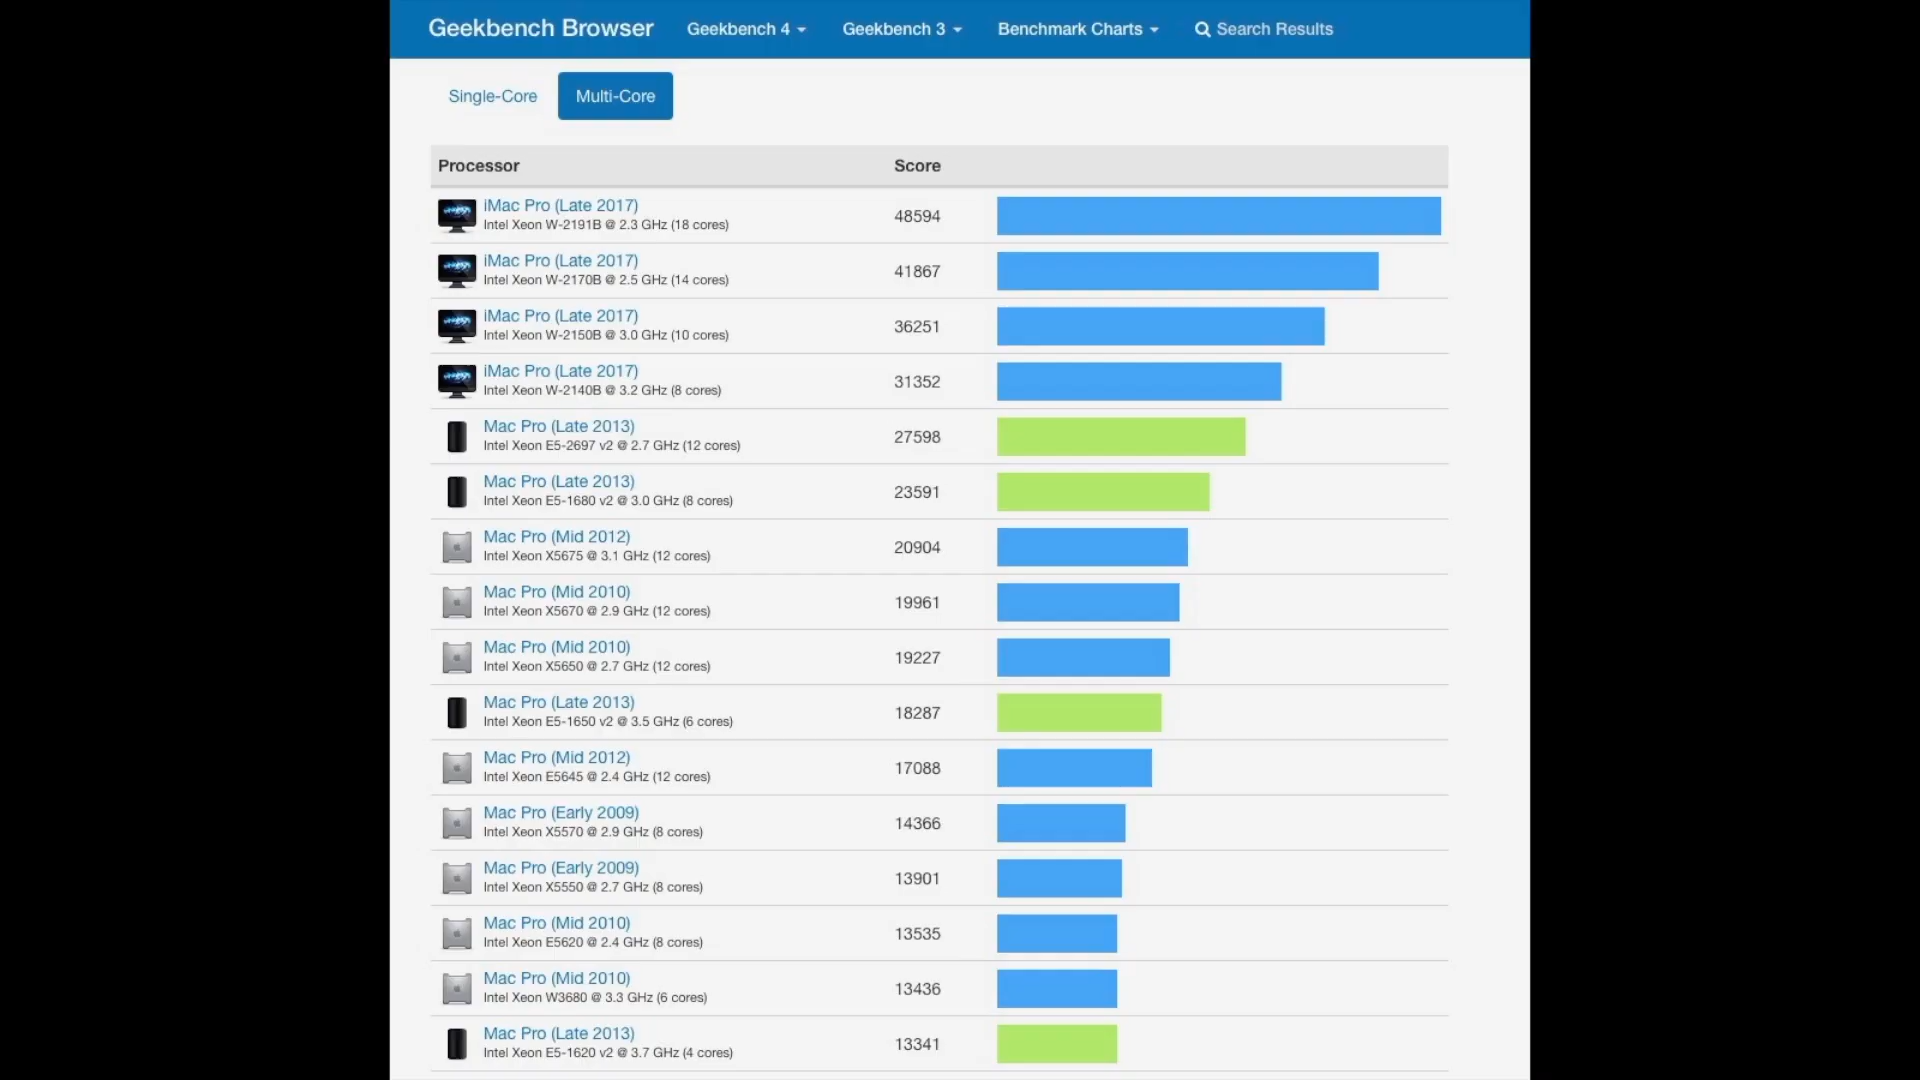 Geekbench Browser Geekbench 4 Geekbench 3 Benchmark Charts Search Results
Single-Core Multi-Core
Processor Score
iMac Pro (Late 2017)
Intel Xeon W-2191B @ 2.3 GHz (18 cores)
48594
iMac Pro (Late 2017)
Intel Xeon W-2170B @ 2.5 GHz (14 cores)
41867
iMac Pro (Late 2017)
Intel Xeon W-2150B @ 3.0 GHz (10 cores)
36251
iMac Pro (Late 2017)
Intel Xeon W-2140B @ 3.2 GHz (8 cores)
31352
Mac Pro (Late 2013)
Intel Xeon E5-2697 v2 @ 2.7 GHz (12 cores)
27598
Mac Pro (Late 2013)
Intel Xeon E5-1680 v2 @ 3.0 GHz (8 cores)
23591
Mac Pro (Mid 2012)
Intel Xeon X5675 @ 3.1 GHz (12 cores)
20904
Mac Pro (Mid 2010)
Intel Xeon X5670 @ 2.9 GHz (12 cores)
19961
Mac Pro (Mid 2010)
Intel Xeon X5650 @ 2.7 GHz (12 cores)
19227
Mac Pro (Late 2013)
Intel Xeon E5-1650 v2 @ 3.5 GHz (6 cores)
18287
Mac Pro (Mid 2012)
Intel Xeon E5645 @ 2.4 GHz (12 cores)
17088
Mac Pro (Early 2009)
Intel Xeon X5570 @ 2.9 GHz (8 cores)
14366
Mac Pro (Early 2009)
Intel Xeon X5550 @ 2.7 GHz (8 cores)
13901
Mac Pro (Mid 2010)
Intel Xeon E5620 @ 2.4 GHz (8 cores)
13535
Mac Pro (Mid 2010)
Intel Xeon W3680 @ 3.3 GHz (6 cores)
13436
Mac Pro (Late 2013)
Intel Xeon E5-1620 v2 @ 3.7 GHz (4 cores)
13341